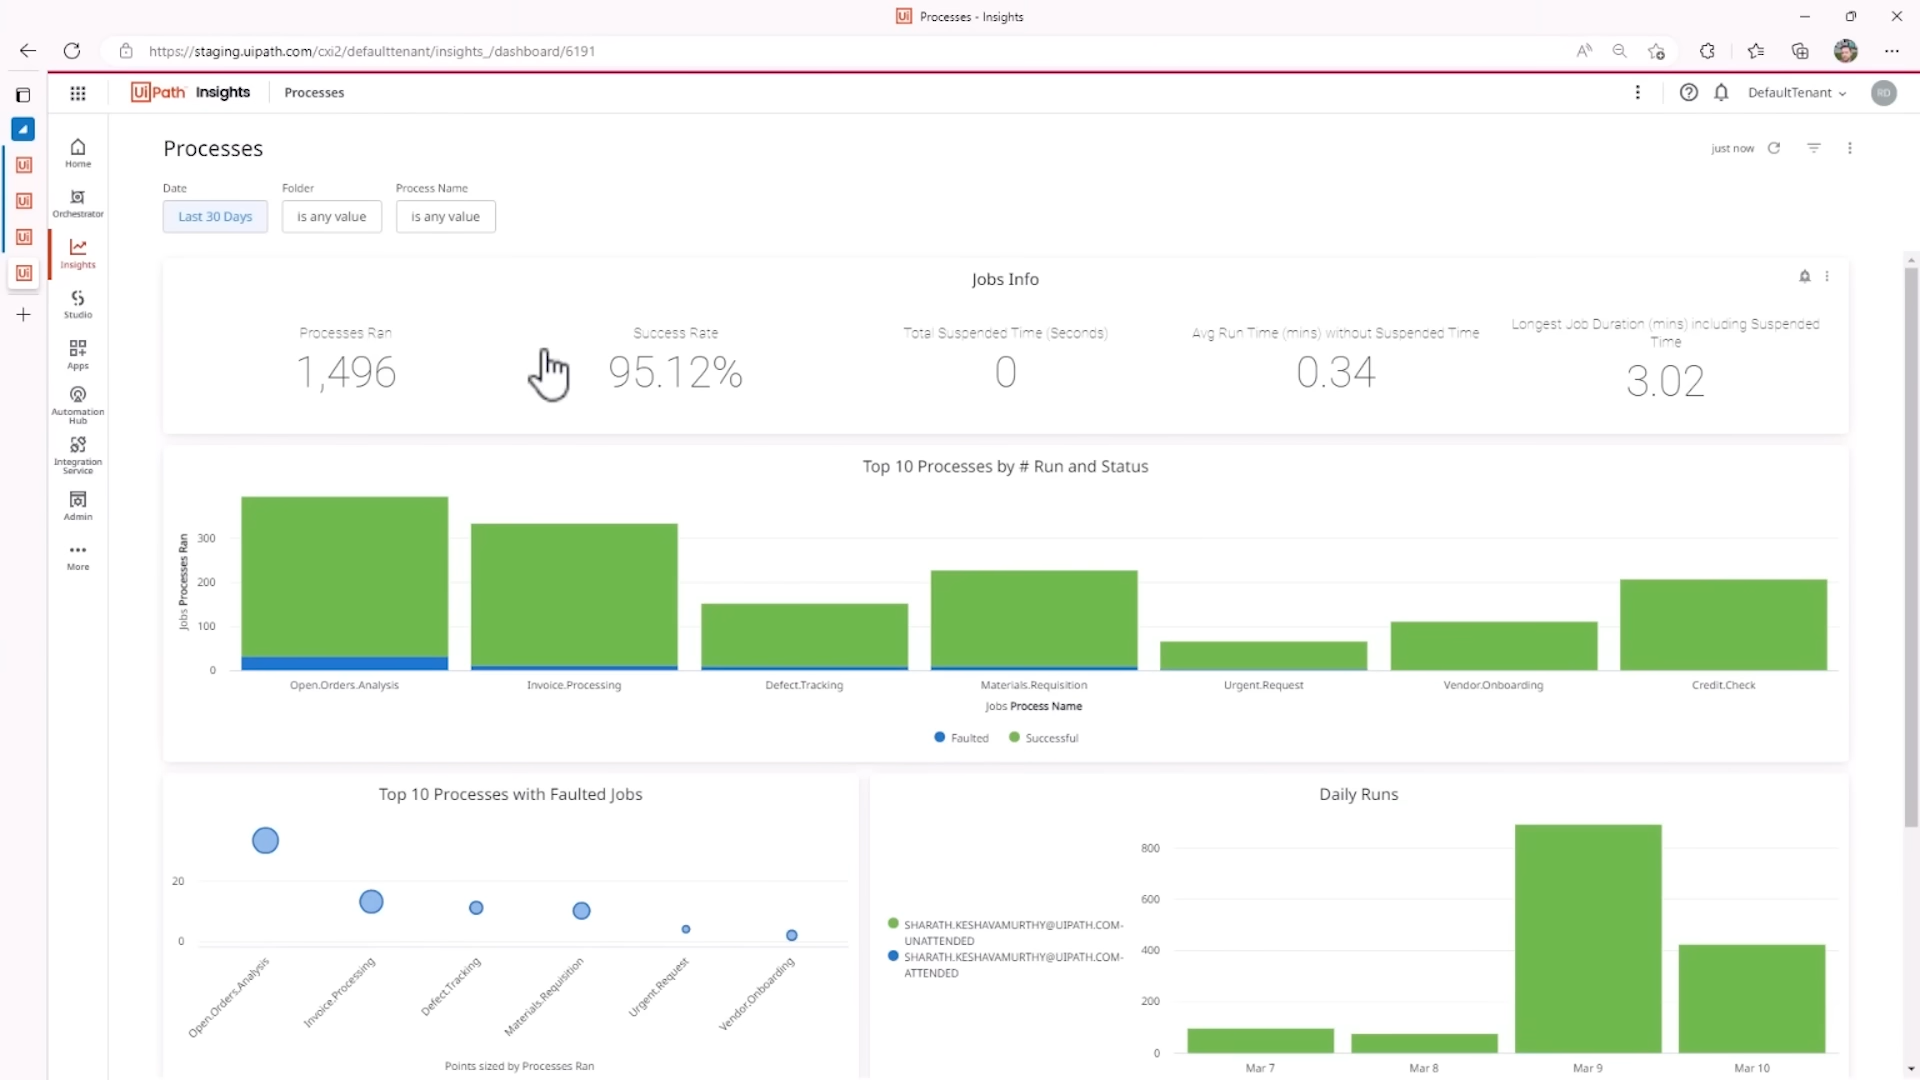 Processes - Insights
https://staging.uipath.com/cxi2/defaulttenant/insights_/dashboard/6191
UiPath Insights
Processes
DefaultTenant
RD
Home
Orchestrator
Insights
Studio
Apps
Automation
Hub
Integration
Service
Admin
More
Processes
just now
Date
Folder
Process Name
Last 30 Days
is any value
is any value
Jobs Info
Processes Ran
1,496
Success Rate
95.12%
Total Suspended Time (Seconds)
0
Avg Run Time (mins) without Suspended Time
0.34
Longest Job Duration (mins) including Suspended
Time
3.02
Top 10 Processes by # Run and Status
Jobs Processes Ran
300
200
100
0
Open.Orders.Analysis
Invoice.Processing
Defect.Tracking
Materials.Requisition
Urgent.Request
Vendor.Onboarding
Credit.Check
Jobs Process Name
Faulted
Successful
Top 10 Processes with Faulted Jobs
20
0
Open.Orders.Analysis
Invoice.Processing
Defect.Tracking
Materials.Requisition
Urgent.Request
Vendor.Onboarding
Points sized by Processes Ran
Daily Runs
SHARATH.KESHAVAMURTHY@UIPATH.COM-
UNATTENDED
SHARATH.KESHAVAMURTHY@UIPATH.COM-
ATTENDED
800
600
400
200
0
Mar 7
Mar 8
Mar 9
Mar 10